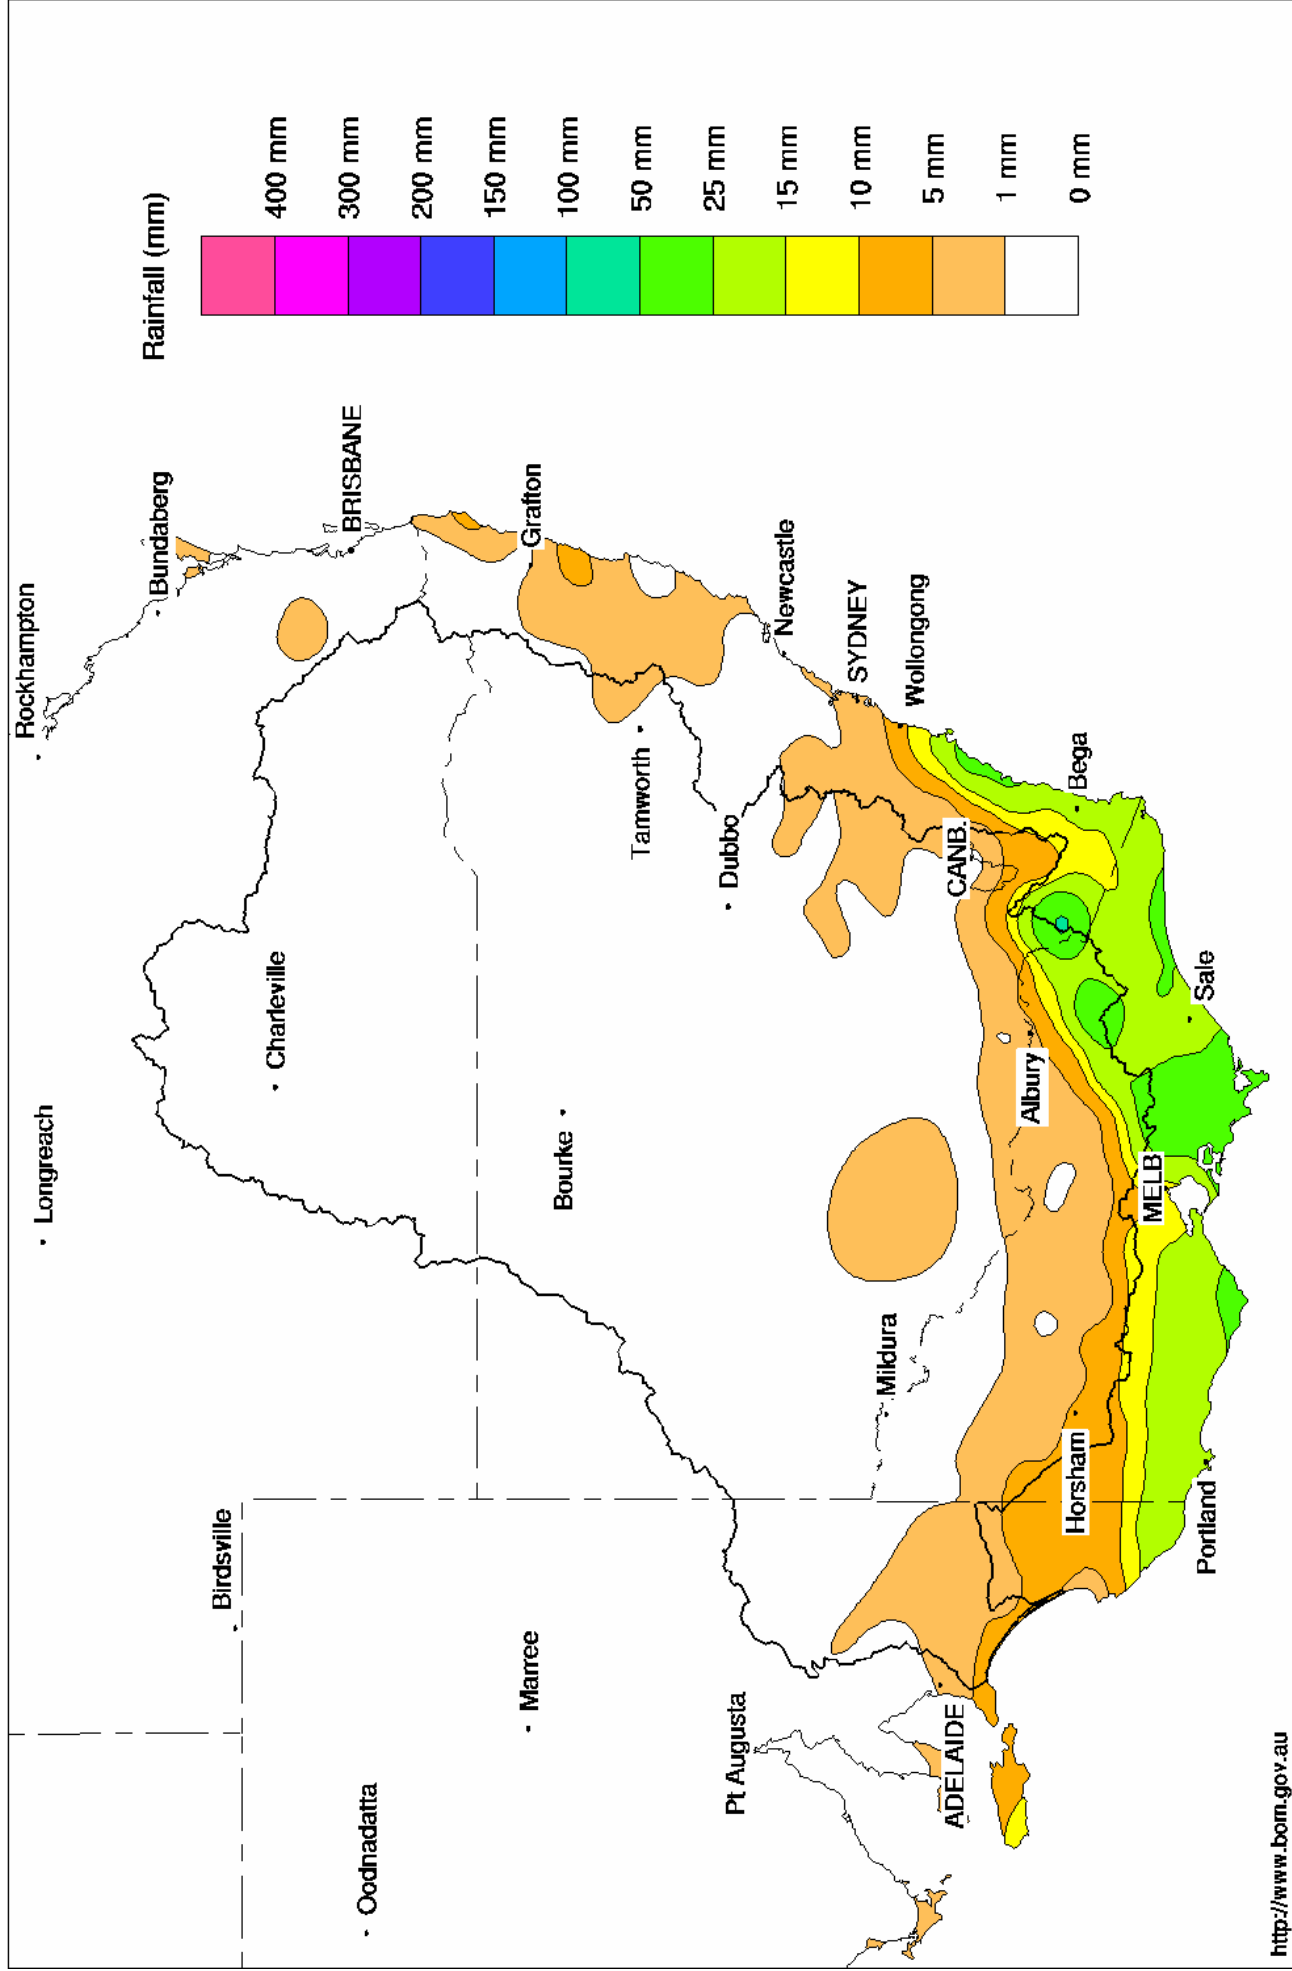 Rockhampton
Longreach
Bundaberg
Birdsville
BRISBANE
Charleville
Oodnadatta
Grafton
Bourke
Marree
Tamworth
Dubbo
Newcastle
Pt Augusta
SYDNEY
Mildura
Wollongong
CANB.
ADELAIDE
Albury
Bega
Horsham
MELB
Sale
Portland
Rainfall (mm)
400 mm
300 mm
200 mm
150 mm
100 mm
50 mm
25 mm
15 mm
10 mm
5 mm
1 mm
0 mm
http://www.bom.gov.au